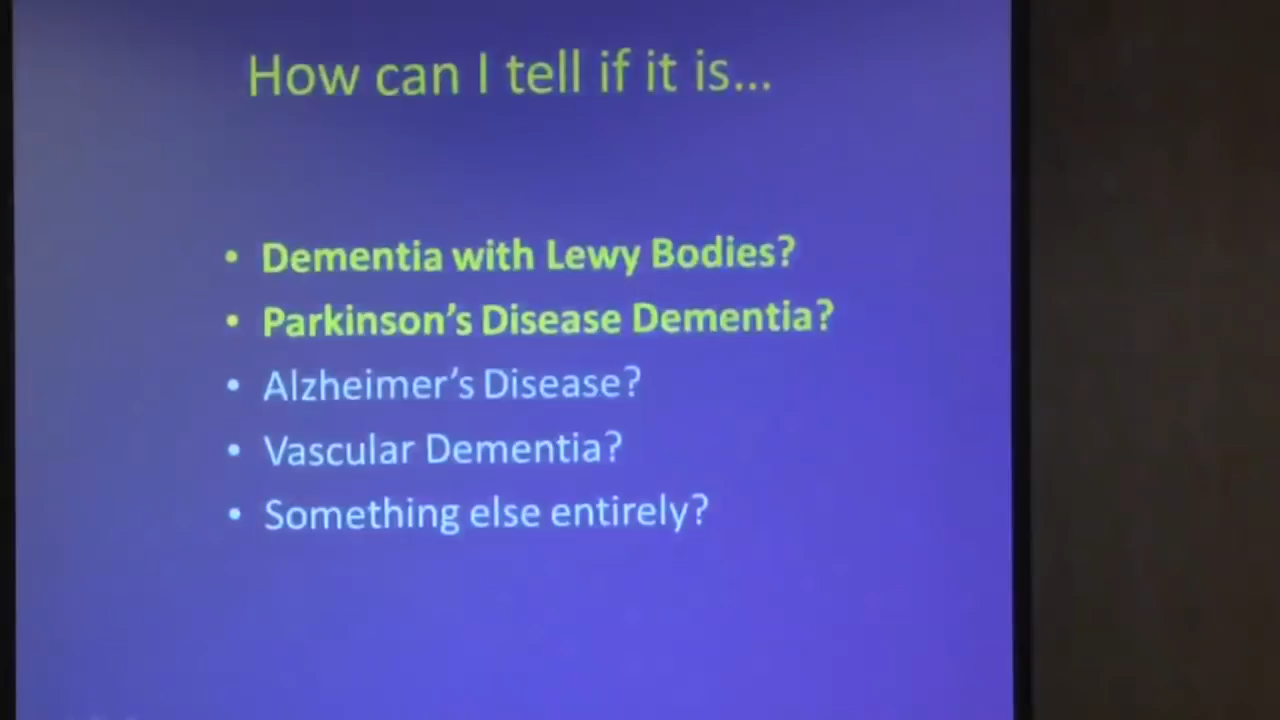 How can I tell if it is...
• Dementia with Lewy Bodies?
• Parkinson's Disease Dementia?
• Alzheimer's Disease?
• Vascular Dementia?
• Something else entirely?